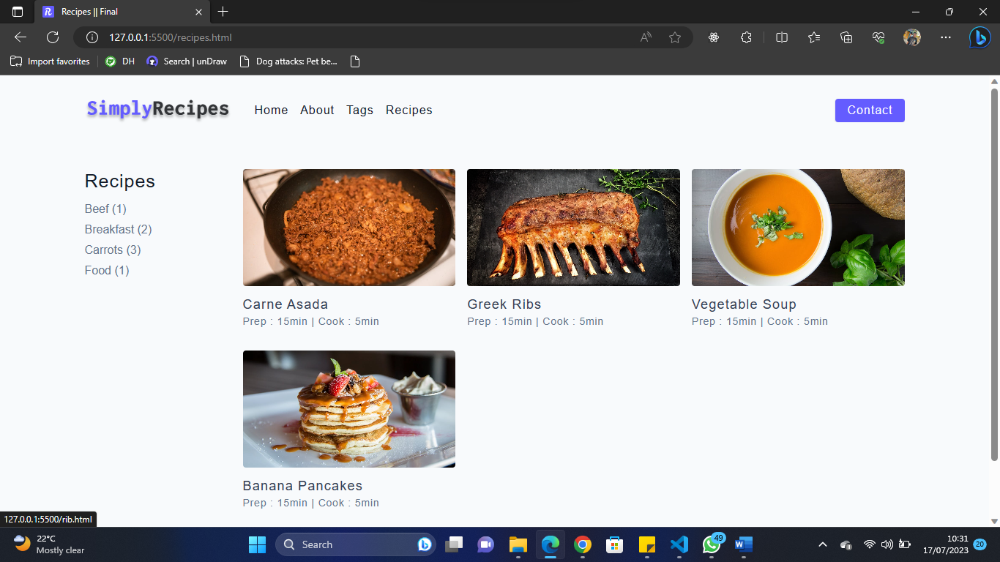 Recipes || Final
127.0.0.1:5500/recipes.html
Import favorites
DH
Search | unDraw
Dog attacks: Pet be...
SimplyRecipes
Home
About
Tags
Recipes
Contact
Recipes
Beef (1)
Breakfast (2)
Carrots (3)
Food (1)
Carne Asada
Prep : 15min | Cook : 5min
Greek Ribs
Prep : 15min | Cook : 5min
Vegetable Soup
Prep : 15min | Cook : 5min
Banana Pancakes
Prep : 15min | Cook : 5min
127.0.0.1:5500/rib.html
22°C
Mostly clear
Search
49
10:31
17/07/2023
20